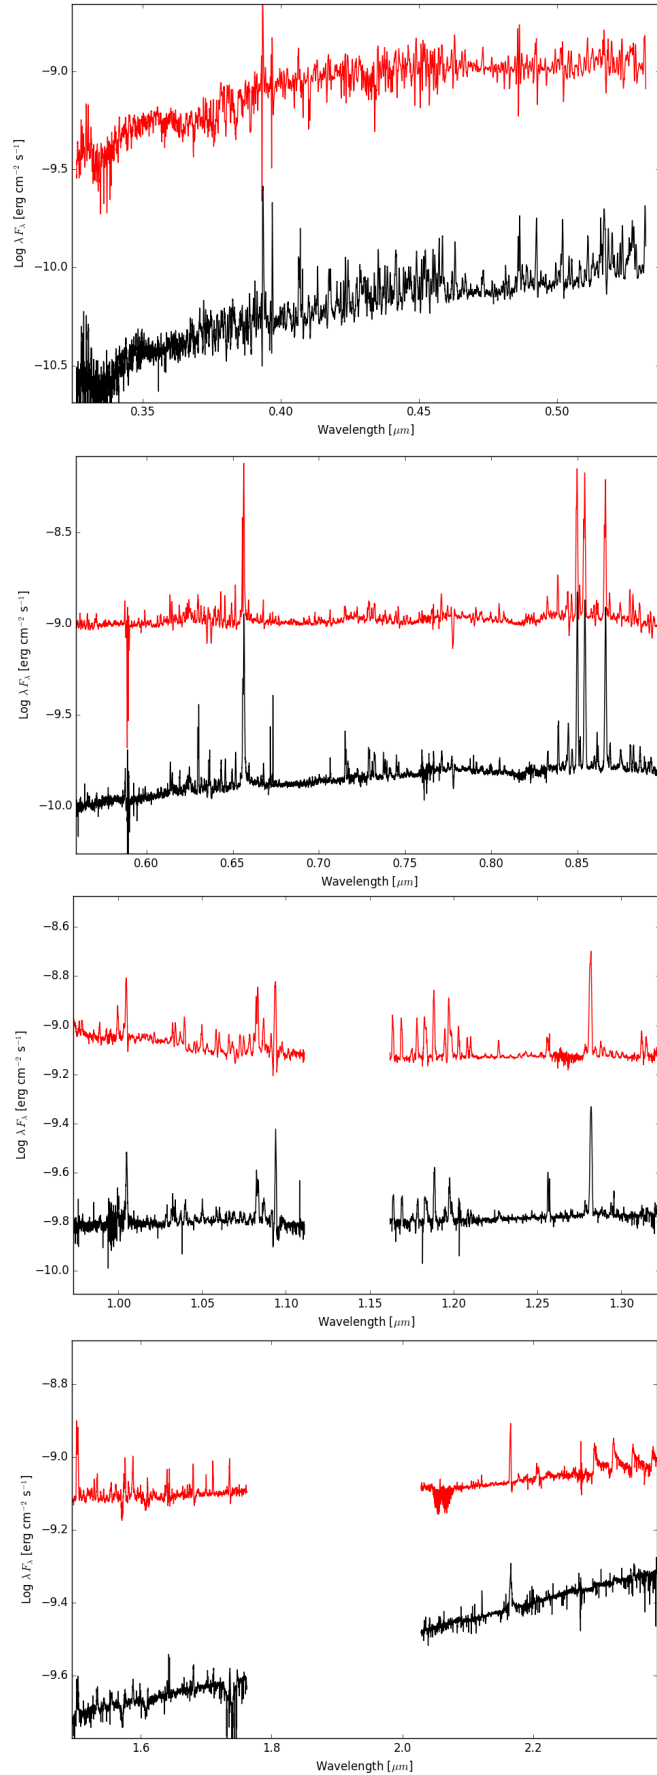 −9.0
−9.5
−10.0
−10.5
Log λF_λ [erg cm⁻² s⁻¹]
0.35 0.40 0.45 0.50
Wavelength [μm]
−8.5
−9.0
−9.5
−10.0
Log λF_λ [erg cm⁻² s⁻¹]
0.60 0.65 0.70 0.75 0.80 0.85
Wavelength [μm]
−8.6
−8.8
−9.0
−9.2
−9.4
−9.6
−9.8
−10.0
Log λF_λ [erg cm⁻² s⁻¹]
1.00 1.05 1.10 1.15 1.20 1.25 1.30
Wavelength [μm]
−8.8
−9.0
−9.2
−9.4
−9.6
Log λF_λ [erg cm⁻² s⁻¹]
1.6 1.8 2.0 2.2
Wavelength [μm]